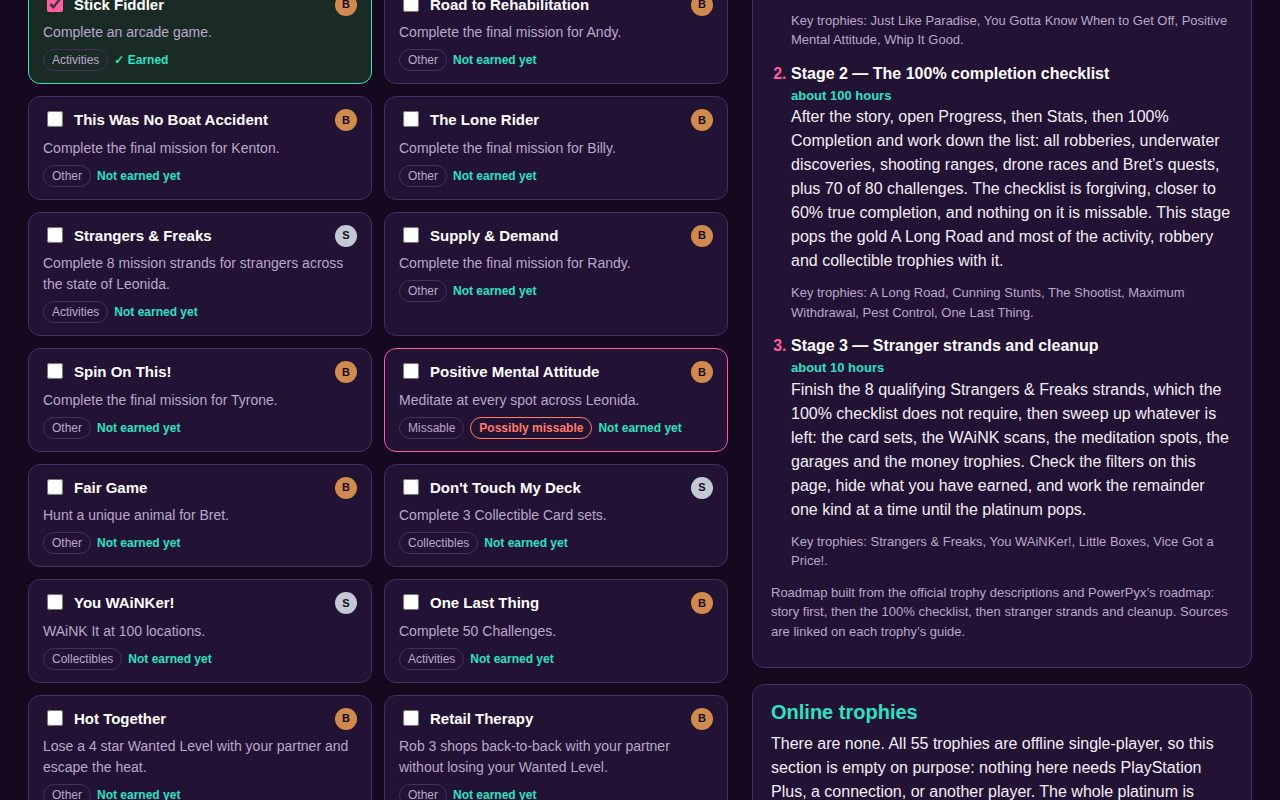 Stick Fiddler
B
Complete an arcade game.
Activities ✓ Earned
Road to Rehabilitation
B
Complete the final mission for Andy.
Other Not earned yet
This Was No Boat Accident
B
Complete the final mission for Kenton.
Other Not earned yet
The Lone Rider
B
Complete the final mission for Billy.
Other Not earned yet
Strangers & Freaks
S
Complete 8 mission strands for strangers across
the state of Leonida.
Activities Not earned yet
Supply & Demand
B
Complete the final mission for Randy.
Other Not earned yet
Spin On This!
B
Complete the final mission for Tyrone.
Other Not earned yet
Positive Mental Attitude
B
Meditate at every spot across Leonida.
Missable Possibly missable Not earned yet
Fair Game
B
Hunt a unique animal for Bret.
Other Not earned yet
Don't Touch My Deck
S
Complete 3 Collectible Card sets.
Collectibles Not earned yet
You WAiNKer!
S
WAiNK It at 100 locations.
Collectibles Not earned yet
One Last Thing
B
Complete 50 Challenges.
Activities Not earned yet
Hot Together
B
Lose a 4 star Wanted Level with your partner and
escape the heat.
Other Not earned yet
Retail Therapy
B
Rob 3 shops back-to-back with your partner
without losing your Wanted Level.
Other Not earned yet
Key trophies: Just Like Paradise, You Gotta Know When to Get Off, Positive
Mental Attitude, Whip It Good.
2. Stage 2 — The 100% completion checklist
about 100 hours
After the story, open Progress, then Stats, then 100%
Completion and work down the list: all robberies, underwater
discoveries, shooting ranges, drone races and Bret’s quests,
plus 70 of 80 challenges. The checklist is forgiving, closer to
60% true completion, and nothing on it is missable. This stage
pops the gold A Long Road and most of the activity, robbery
and collectible trophies with it.
Key trophies: A Long Road, Cunning Stunts, The Shootist, Maximum
Withdrawal, Pest Control, One Last Thing.
3. Stage 3 — Stranger strands and cleanup
about 10 hours
Finish the 8 qualifying Strangers & Freaks strands, which the
100% checklist does not require, then sweep up whatever is
left: the card sets, the WAiNK scans, the meditation spots, the
garages and the money trophies. Check the filters on this
page, hide what you have earned, and work the remainder
one kind at a time until the platinum pops.
Key trophies: Strangers & Freaks, You WAiNKer!, Little Boxes, Vice Got a
Price!.
Roadmap built from the official trophy descriptions and PowerPyx’s roadmap:
story first, then the 100% checklist, then stranger strands and cleanup. Sources
are linked on each trophy’s guide.
Online trophies
There are none. All 55 trophies are offline single-player, so this
section is empty on purpose: nothing here needs PlayStation
Plus, a connection, or another player. The whole platinum is